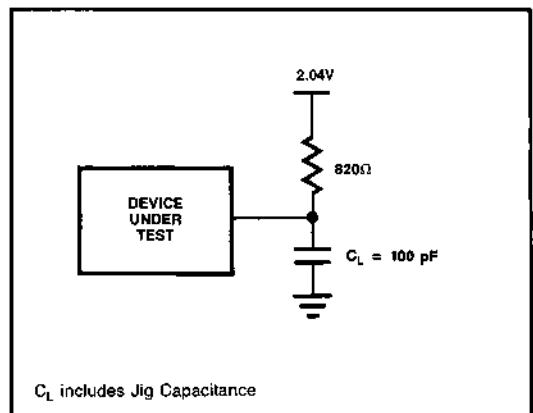 2.04V
820Ω
DEVICE
UNDER
TEST
C_L = 100 pF
C_L includes Jig Capacitance